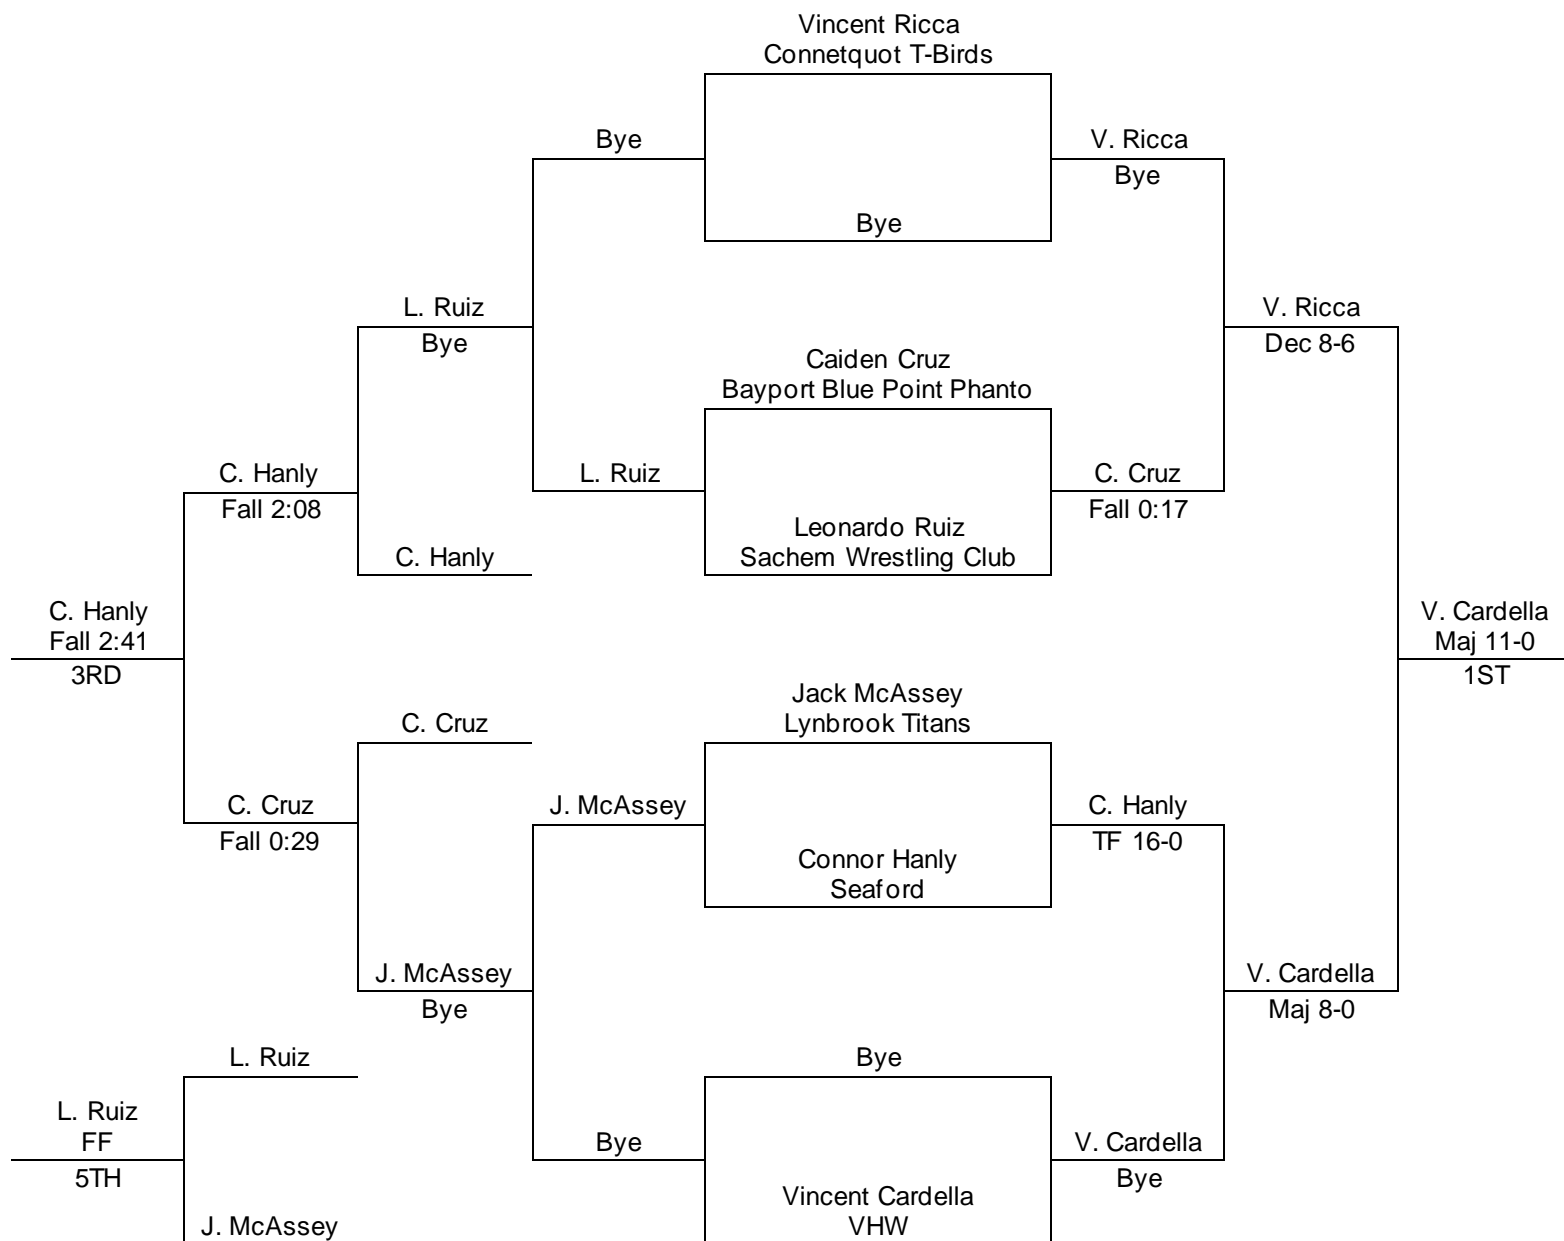 Vincent Ricca
Connetquot T-Birds
Bye
V. Ricca
Bye
Bye
L. Ruiz
Bye
V. Ricca
Dec 8-6
Caiden Cruz
Bayport Blue Point Phanto
C. Hanly
Fall 2:08
L. Ruiz
C. Cruz
Fall 0:17
Leonardo Ruiz
Sachem Wrestling Club
C. Hanly
C. Hanly
Fall 2:41
3RD
V. Cardella
Maj 11-0
1ST
Jack McAssey
Lynbrook Titans
C. Cruz
C. Cruz
Fall 0:29
J. McAssey
C. Hanly
TF 16-0
Connor Hanly
Seaford
J. McAssey
Bye
V. Cardella
Maj 8-0
L. Ruiz
Bye
L. Ruiz
FF
5TH
Bye
V. Cardella
Bye
J. McAssey
Vincent Cardella
VHW